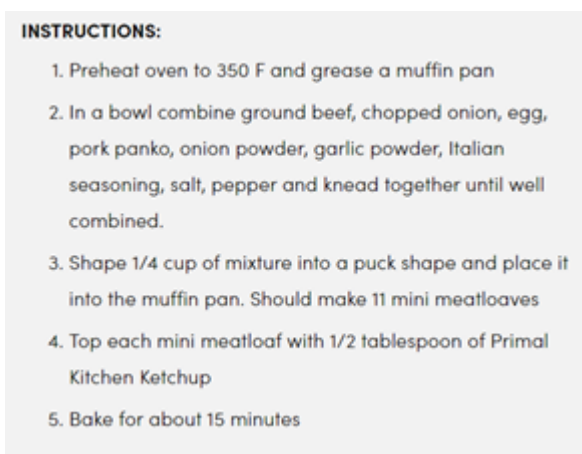 INSTRUCTIONS:
1. Preheat oven to 350 F and grease a muffin pan
2. In a bowl combine ground beef, chopped onion, egg,
pork panko, onion powder, garlic powder, Italian
seasoning, salt, pepper and knead together until well
combined.
3. Shape 1/4 cup of mixture into a puck shape and place it
into the muffin pan. Should make 11 mini meatloaves
4. Top each mini meatloaf with 1/2 tablespoon of Primal
Kitchen Ketchup
5. Bake for about 15 minutes